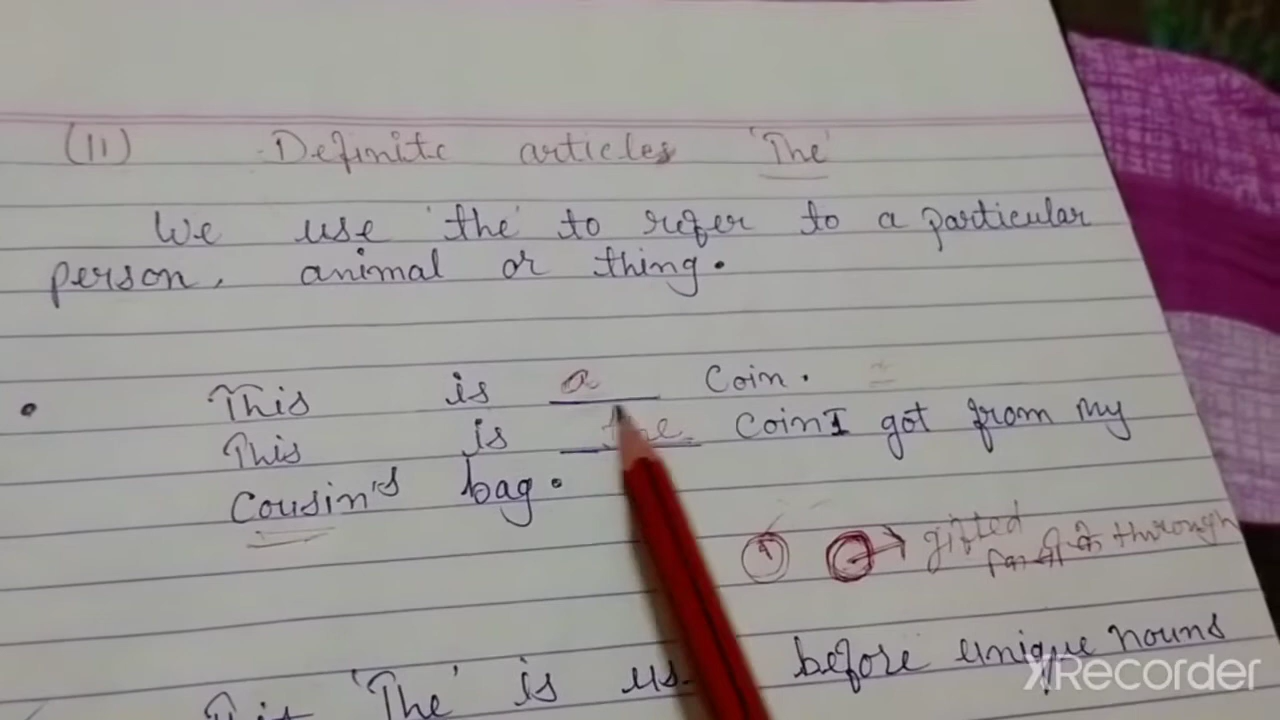 (11) Definite articles 'The'
We use 'the' to refer to a particular
person, animal or thing.
This is a Coin.
This is the Coin I got from my
Cousin's bag.
gifted
through
'The' is us before unique nouns
XRecorder